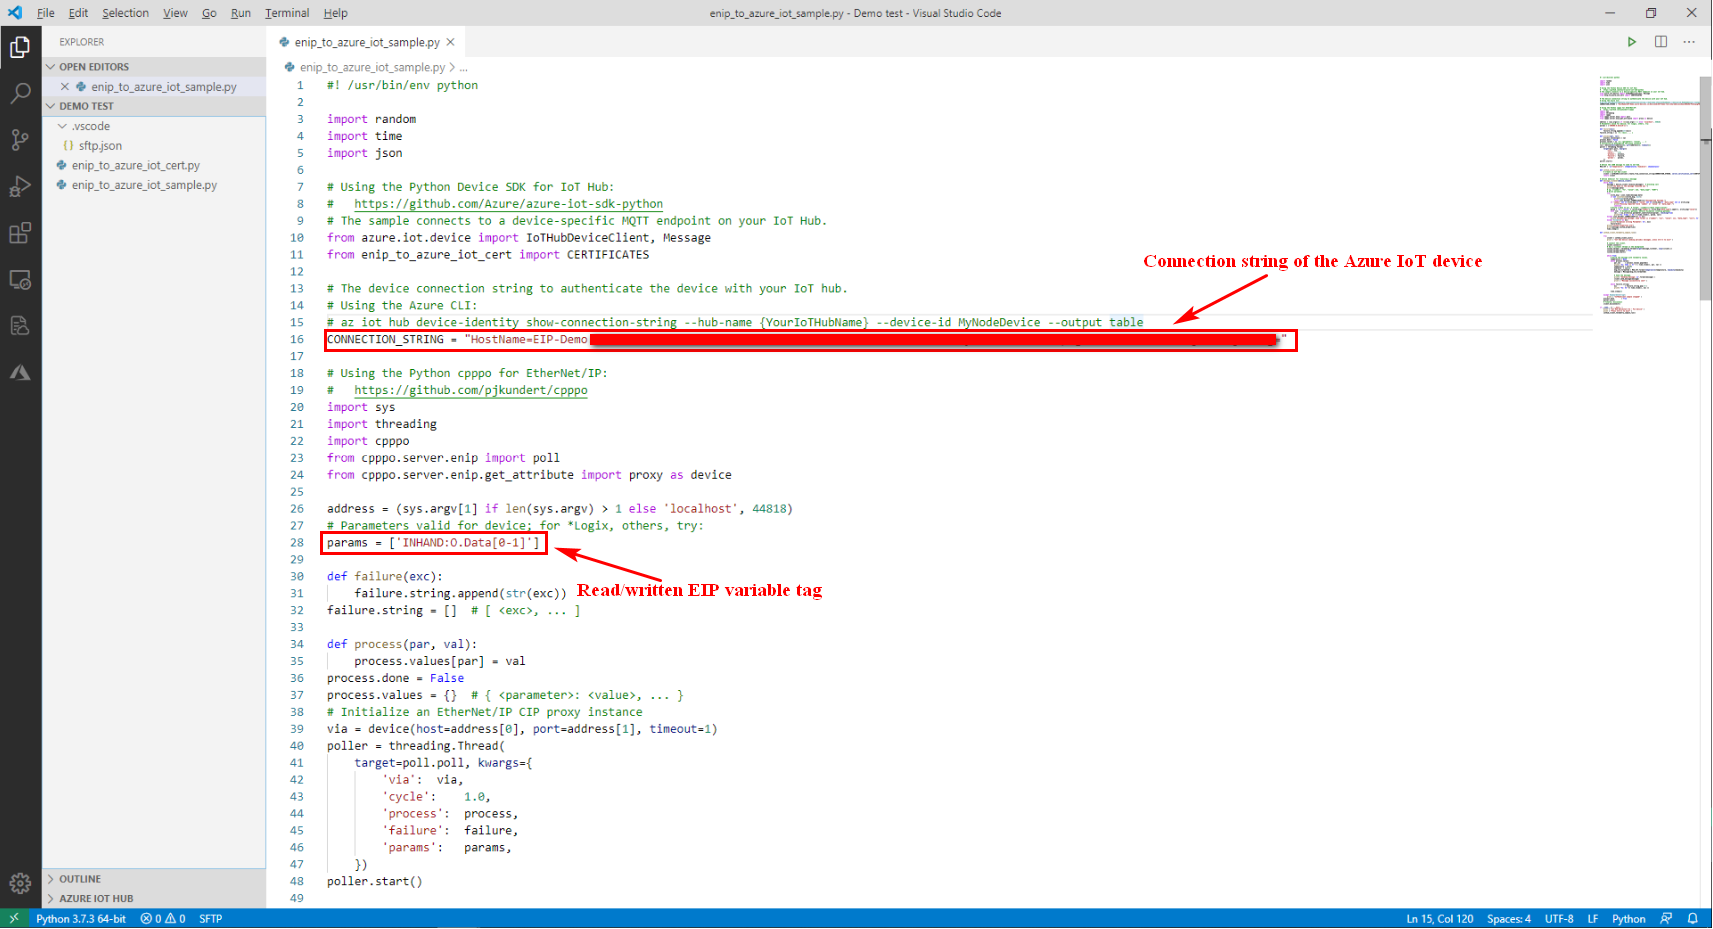 File Edit Selection View Go Run Terminal Help
enip_to_azure_iot_sample.py - Demo test - Visual Studio Code
EXPLORER
OPEN EDITORS
enip_to_azure_iot_sample.py
DEMO TEST
.vscode
{} sftp.json
enip_to_azure_iot_cert.py
enip_to_azure_iot_sample.py
OUTLINE
AZURE IOT HUB
enip_to_azure_iot_sample.py
enip_to_azure_iot_sample.py > ...
1 #! /usr/bin/env python
2
3 import random
4 import time
5 import json
6
7 # Using the Python Device SDK for IoT Hub:
8 #   https://github.com/Azure/azure-iot-sdk-python
9 # The sample connects to a device-specific MQTT endpoint on your IoT Hub.
10 from azure.iot.device import IoTHubDeviceClient, Message
11 from enip_to_azure_iot_cert import CERTIFICATES
12
Connection string of the Azure IoT device
13 # The device connection string to authenticate the device with your IoT hub.
14 # Using the Azure CLI:
15 # az iot hub device-identity show-connection-string --hub-name {YourIoTHubName} --device-id MyNodeDevice --output table
16 CONNECTION_STRING = "HostName=EIP-Demo "
17
18 # Using the Python cpppo for EtherNet/IP:
19 #   https://github.com/pjkundert/cpppo
20 import sys
21 import threading
22 import cpppo
23 from cpppo.server.enip import poll
24 from cpppo.server.enip.get_attribute import proxy as device
25
26 address = (sys.argv[1] if len(sys.argv) > 1 else 'localhost', 44818)
27 # Parameters valid for device; for *Logix, others, try:
28 params = ['INHAND:O.Data[0-1]']
29
Read/written EIP variable tag
30 def failure(exc):
31     failure.string.append(str(exc))
32 failure.string = []  # [ <exc>, ... ]
33
34 def process(par, val):
35     process.values[par] = val
36 process.done = False
37 process.values = {}  # { <parameter>: <value>, ... }
38 # Initialize an EtherNet/IP CIP proxy instance
39 via = device(host=address[0], port=address[1], timeout=1)
40 poller = threading.Thread(
41     target=poll.poll, kwargs={
42         'via':  via,
43         'cycle':    1.0,
44         'process':  process,
45         'failure':  failure,
46         'params':   params,
47     })
48 poller.start()
49
Python 3.7.3 64-bit 0 0 SFTP
Ln 15, Col 120 Spaces: 4 UTF-8 LF Python